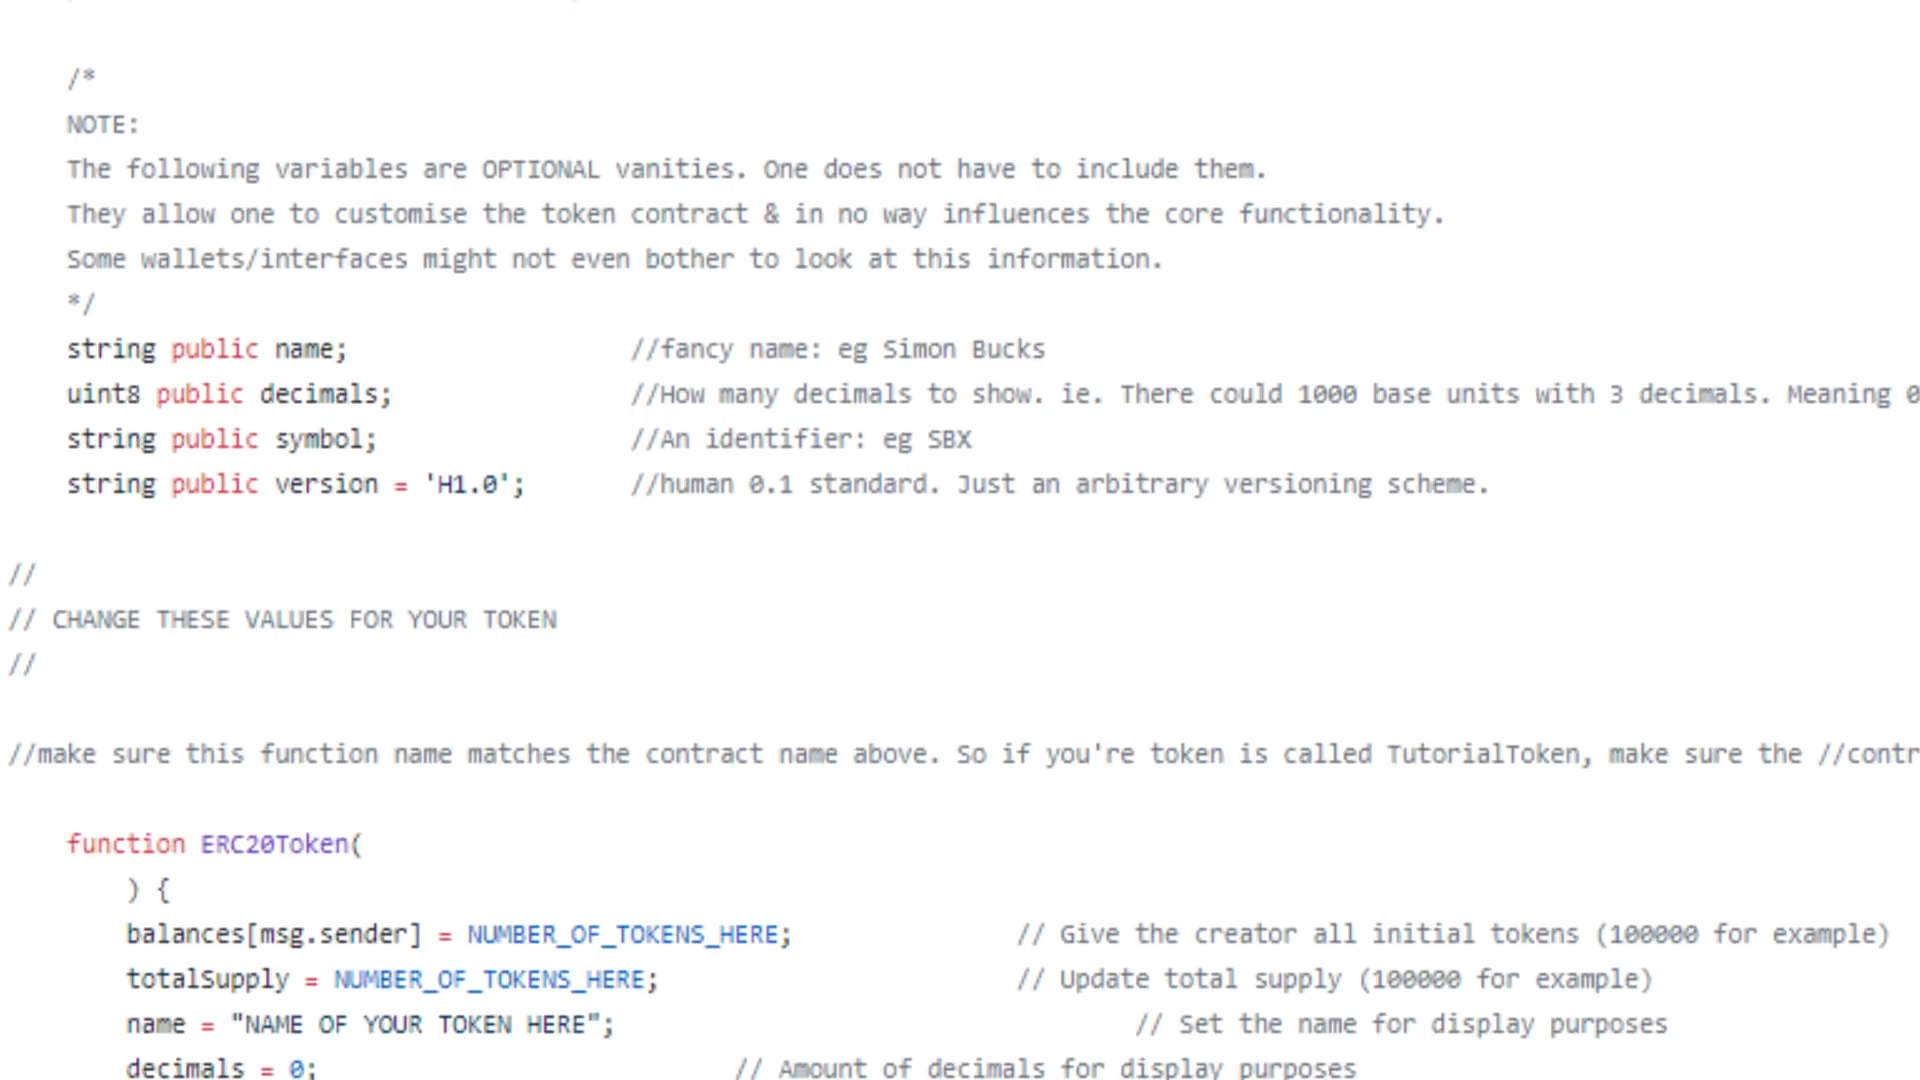 /*
NOTE:
The following variables are OPTIONAL vanities. One does not have to include them.
They allow one to customise the token contract & in no way influences the core functionality.
Some wallets/interfaces might not even bother to look at this information.
*/
string public name; //fancy name: eg Simon Bucks
uint8 public decimals; //How many decimals to show. ie. There could 1000 base units with 3 decimals. Meaning 0
string public symbol; //An identifier: eg SBX
string public version = 'H1.0'; //human 0.1 standard. Just an arbitrary versioning scheme.
//
// CHANGE THESE VALUES FOR YOUR TOKEN
//
//make sure this function name matches the contract name above. So if you're token is called TutorialToken, make sure the //contr
function ERC20Token(
) {
balances[msg.sender] = NUMBER_OF_TOKENS_HERE; // Give the creator all initial tokens (100000 for example)
totalSupply = NUMBER_OF_TOKENS_HERE; // Update total supply (100000 for example)
name = "NAME OF YOUR TOKEN HERE"; // Set the name for display purposes
decimals = 0; // Amount of decimals for display purposes